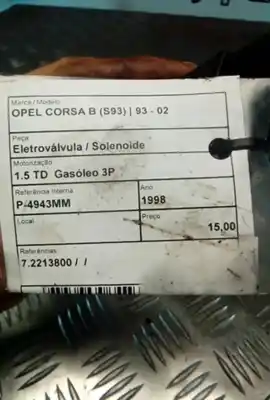 Marca / Modelo
OPEL CORSA B (S93) | 93 - 02
Peça
Eletroválvula / Solenoide
Motorização
1.5 TD Gasóleo 3P
Referência Interna
P-4943MM
Ano
1998
Local
Preço
15,00
Referências
7.2213800 / /